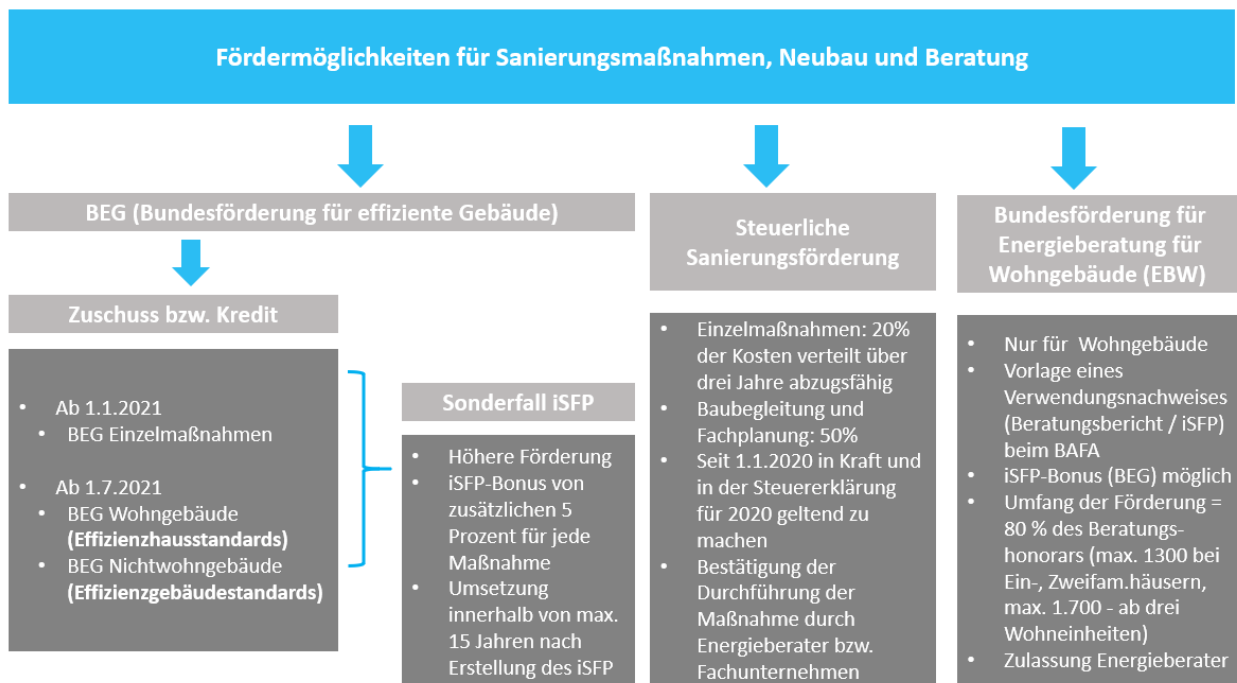 Fördermöglichkeiten für Sanierungsmaßnahmen, Neubau und Beratung
BEG (Bundesförderung für effiziente Gebäude)
Zuschuss bzw. Kredit
• Ab 1.1.2021
• BEG Einzelmaßnahmen
• Ab 1.7.2021
• BEG Wohngebäude
(Effizienzhausstandards)
• BEG Nichtwohngebäude
(Effizienzgebäudestandards)
Sonderfall iSFP
• Höhere Förderung
• iSFP-Bonus von
zusätzlichen 5
Prozent für jede
Maßnahme
• Umsetzung
innerhalb von max.
15 Jahren nach
Erstellung des iSFP
Steuerliche
Sanierungsförderung
• Einzelmaßnahmen: 20%
der Kosten verteilt über
drei Jahre abzugsfähig
• Baubegleitung und
Fachplanung: 50%
• Seit 1.1.2020 in Kraft und
in der Steuererklärung
für 2020 geltend zu
machen
• Bestätigung der
Durchführung der
Maßnahme durch
Energieberater bzw.
Fachunternehmen
Bundesförderung für
Energieberatung für
Wohngebäude (EBW)
• Nur für Wohngebäude
• Vorlage eines
Verwendungsnachweises
(Beratungsbericht / iSFP)
beim BAFA
• iSFP-Bonus (BEG) möglich
• Umfang der Förderung =
80 % des Beratungs-
honorars (max. 1300 bei
Ein-, Zweifam.häusern,
max. 1.700 - ab drei
Wohneinheiten)
• Zulassung Energieberater